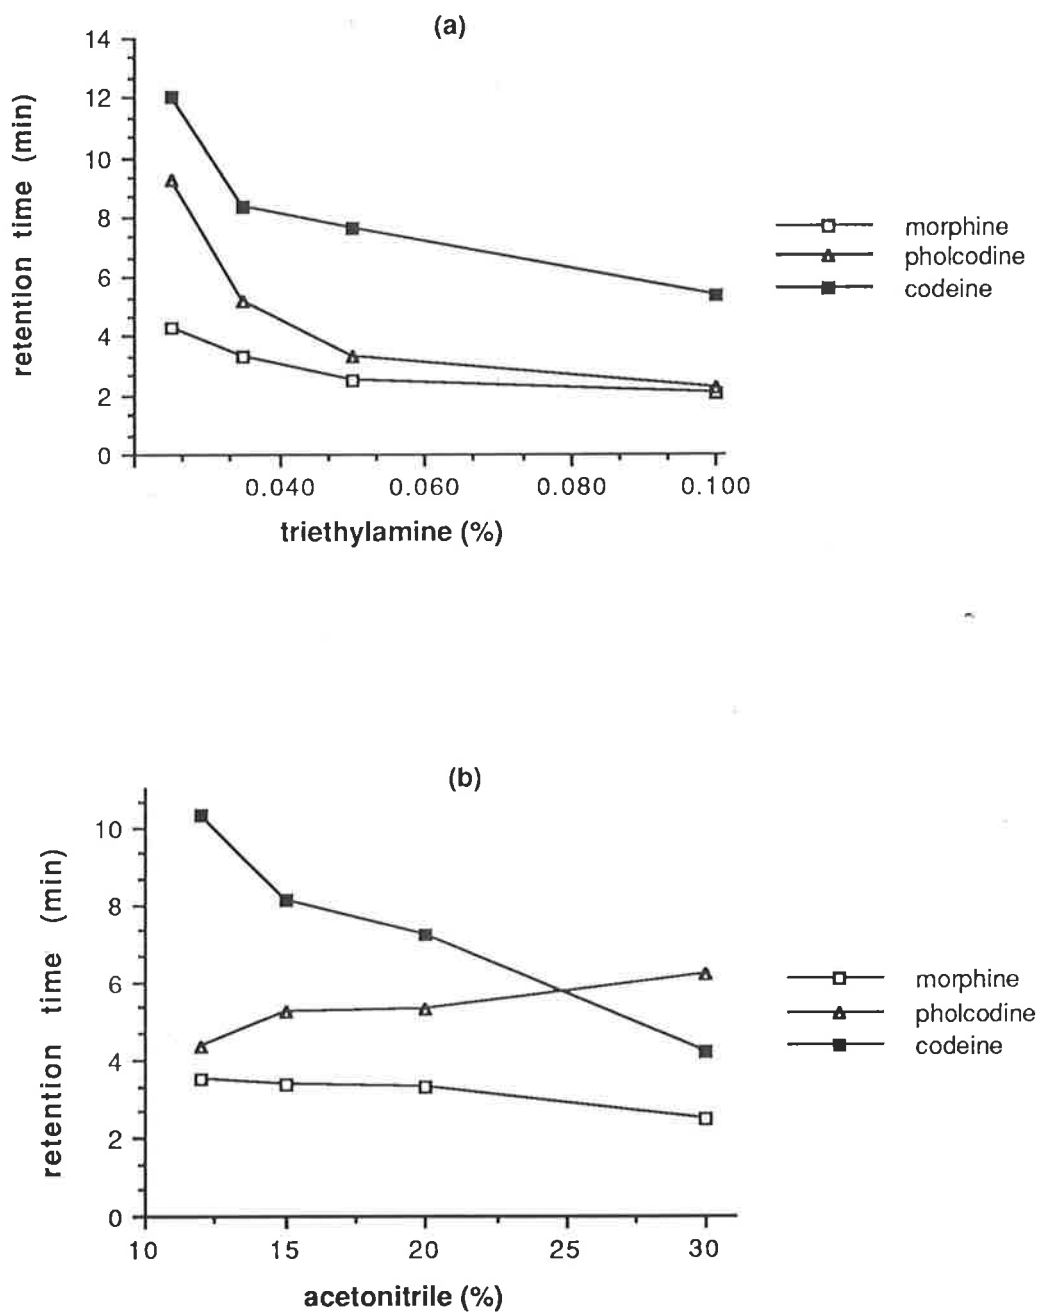 (a)
14
12
10
8
6
4
2
0
retention time (min)
0.040 0.060 0.080 0.100
triethylamine (%)
morphine
pholcodine
codeine
(b)
10
8
6
4
2
0
retention time (min)
10 15 20 25 30
acetonitrile (%)
morphine
pholcodine
codeine